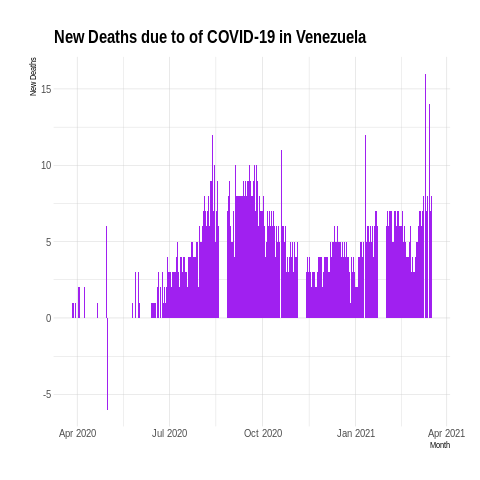 New Deaths due to of COVID-19 in Venezuela
New Deaths
15
10
5
0
-5
Apr 2020 Jul 2020 Oct 2020 Jan 2021 Apr 2021
Month